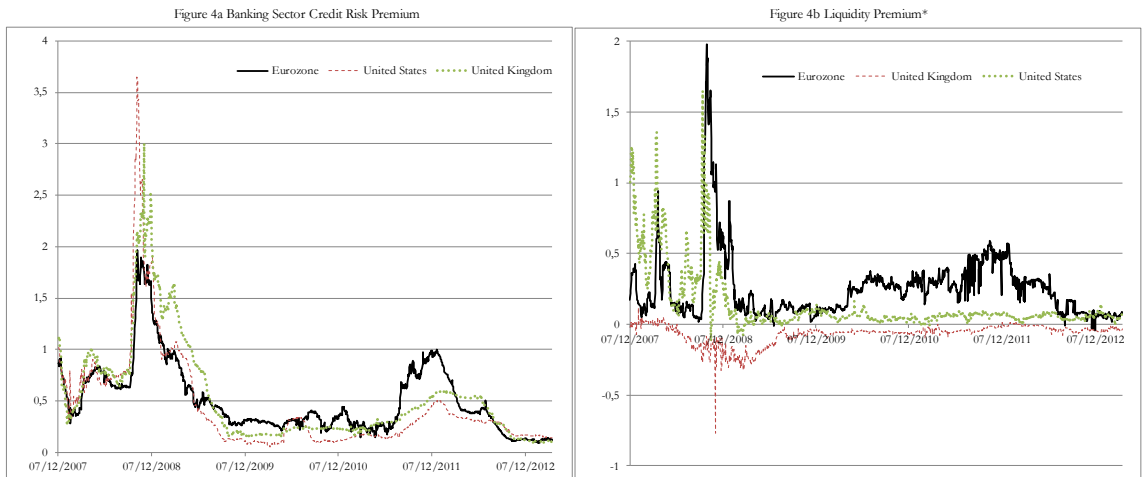 Figure 4a Banking Sector Credit Risk Premium
4
3,5
3
2,5
2
1,5
1
0,5
0
Eurozone United States United Kingdom
07/12/2007 07/12/2008 07/12/2009 07/12/2010 07/12/2011 07/12/2012
Figure 4b Liquidity Premium*
2
1,5
1
0,5
0
-0,5
-1
Eurozone United Kingdom United States
07/12/2007 07/12/2008 07/12/2009 07/12/2010 07/12/2011 07/12/2012